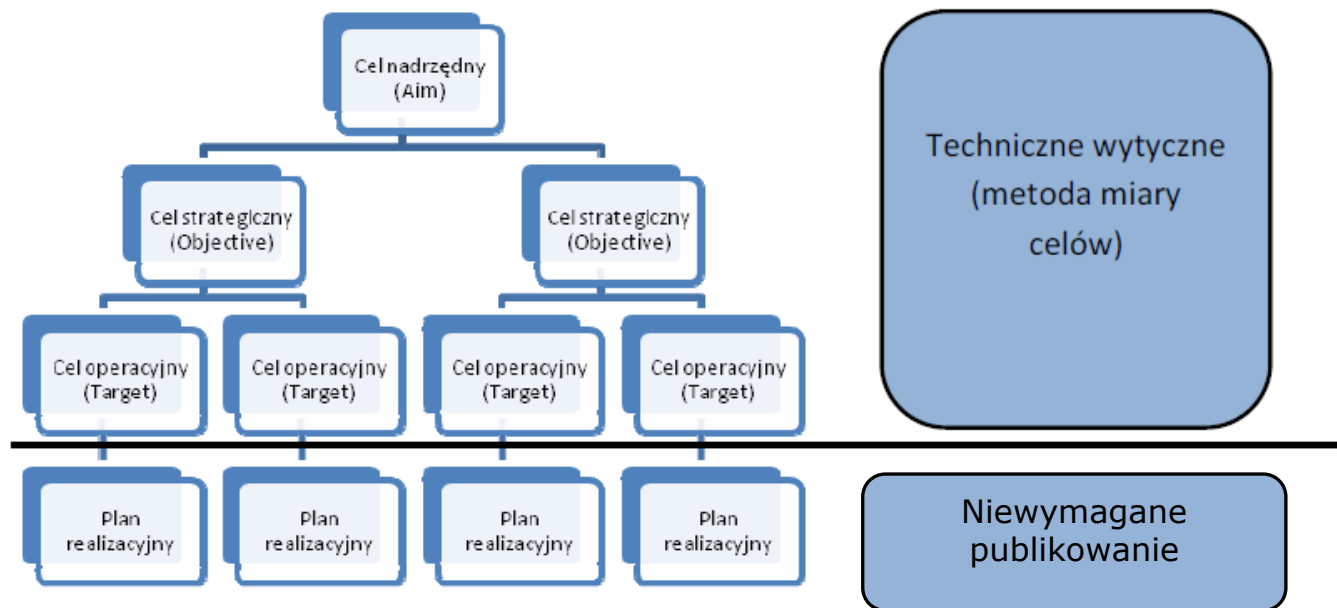 Cel nadrzędny
(Aim)
Techniczne wytyczne
(metoda miary
celów)
Cel strategiczny
(Objective)
Cel strategiczny
(Objective)
Cel operacyjny
(Target)
Cel operacyjny
(Target)
Cel operacyjny
(Target)
Cel operacyjny
(Target)
Plan
realizacyjny
Plan
realizacyjny
Plan
realizacyjny
Plan
realizacyjny
Niewymagane
publikowanie